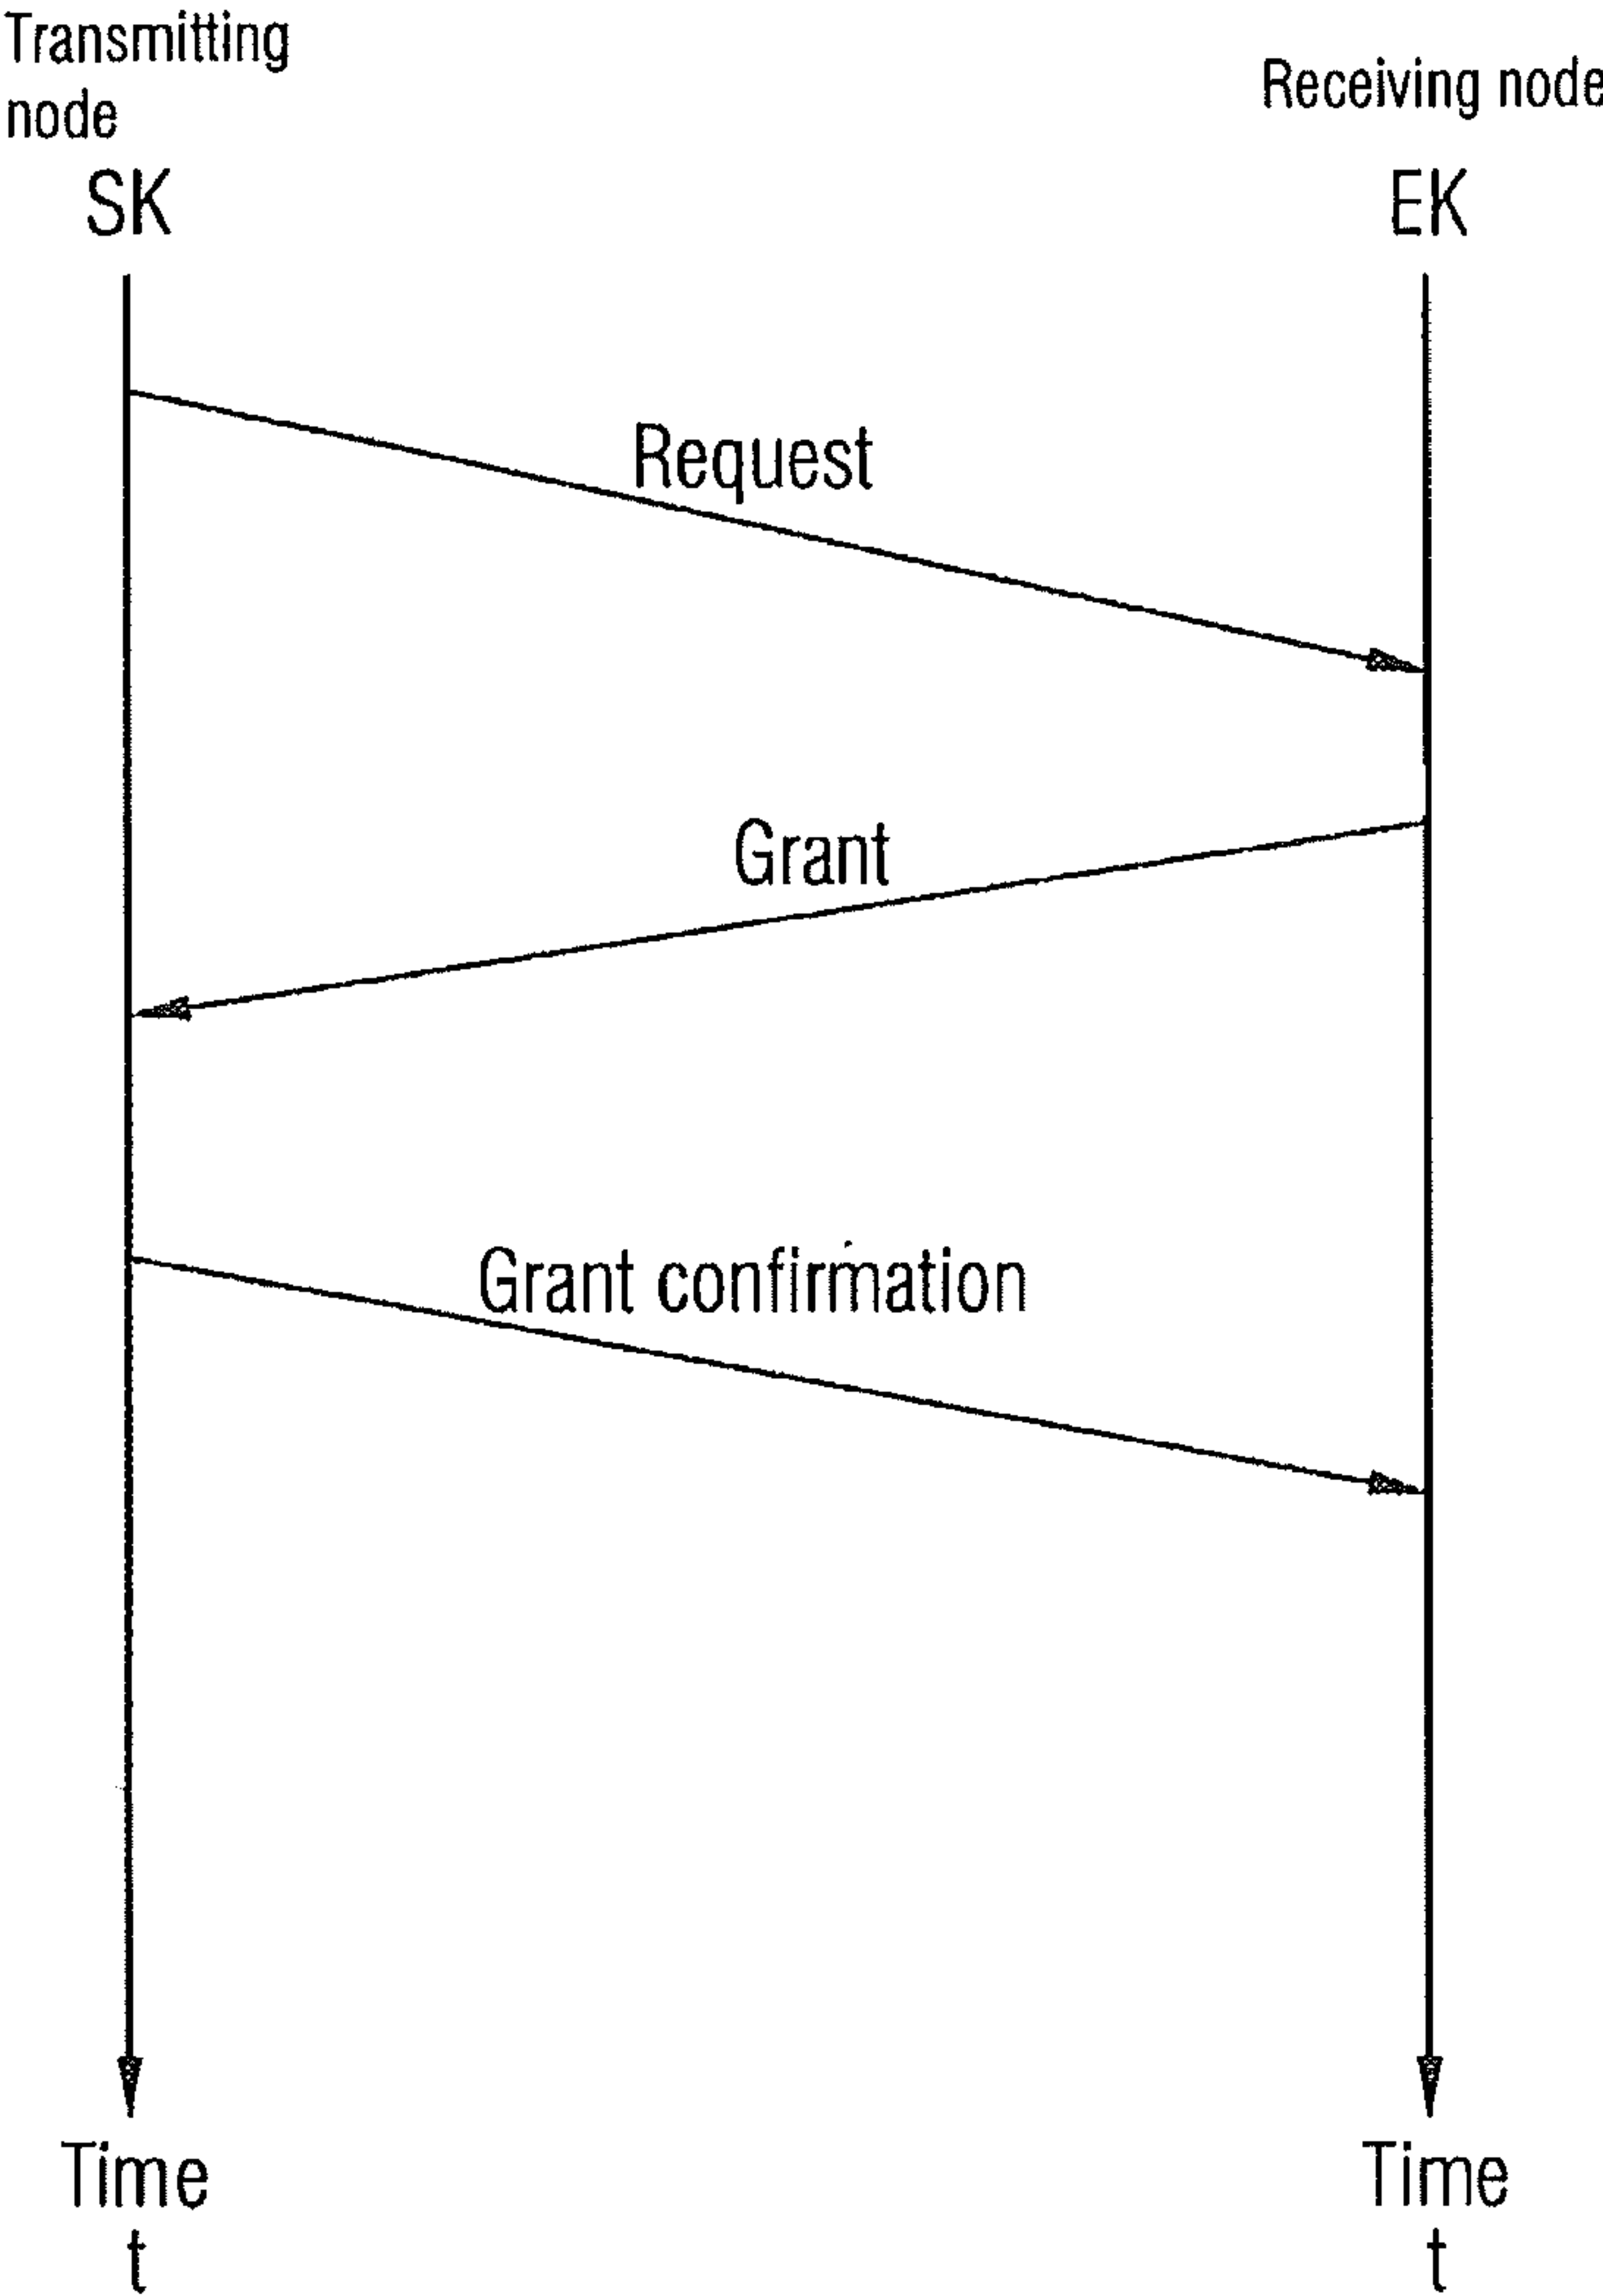 Transmitting
node
Receiving node
SK
EK
Request
Grant
Grant confirmation
Time
t
Time
t